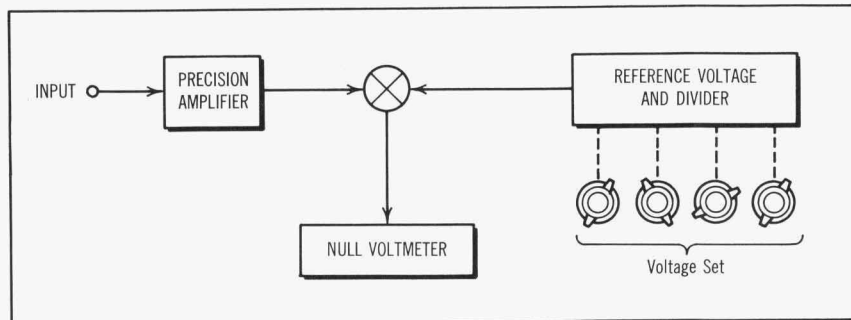 INPUT
PRECISION
AMPLIFIER
REFERENCE VOLTAGE
AND DIVIDER
NULL VOLTMETER
Voltage Set